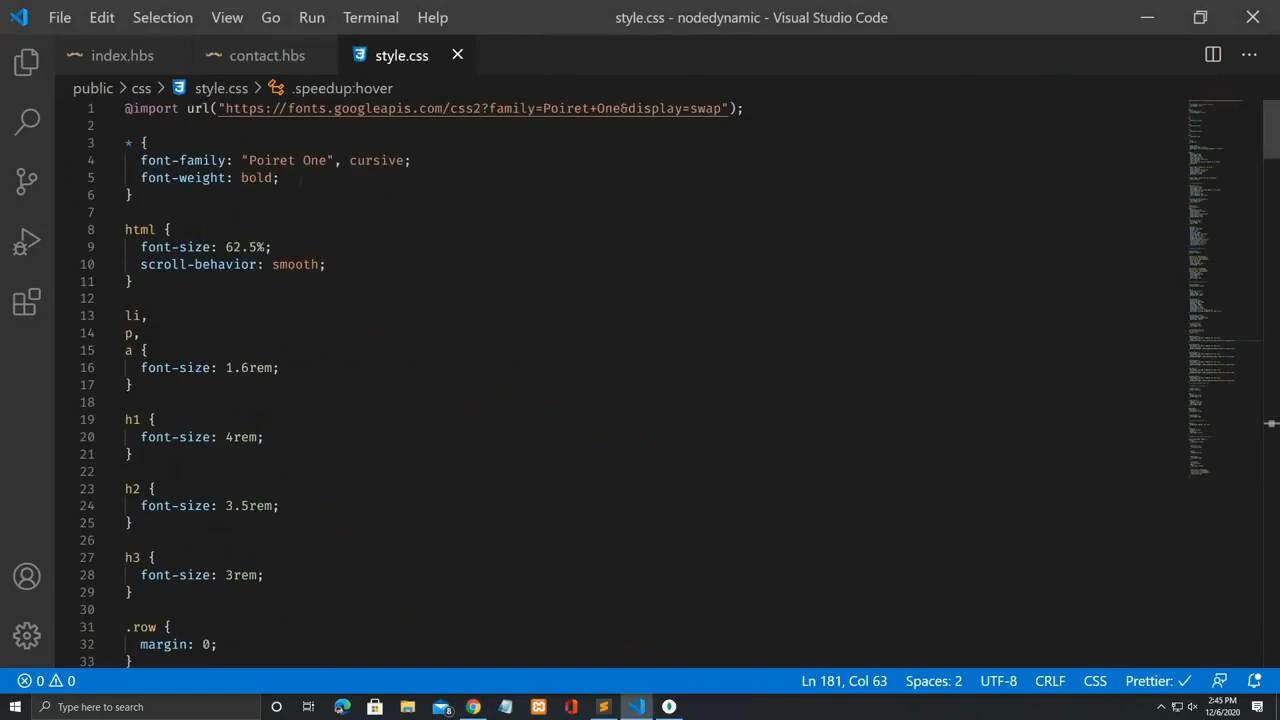 File Edit Selection View Go Run Terminal Help style.css - nodedynamic - Visual Studio Code
index.hbs contact.hbs style.css
public > css > style.css > .speedup:hover
1 @import url("https://fonts.googleapis.com/css2?family=Poiret+One&display=swap");
2
3 * {
4 font-family: "Poiret One", cursive;
5 font-weight: bold;
6 }
7
8 html {
9 font-size: 62.5%;
10 scroll-behavior: smooth;
11 }
12
13 li,
14 p,
15 a {
16 font-size: 1.6rem;
17 }
18
19 h1 {
20 font-size: 4rem;
21 }
22
23 h2 {
24 font-size: 3.5rem;
25 }
26
27 h3 {
28 font-size: 3rem;
29 }
30
31 .row {
32 margin: 0;
33 }
0 0 Ln 181, Col 63 Spaces: 2 UTF-8 CRLF CSS Prettier: ✓
Type here to search 8 2:45 PM
12/6/2020